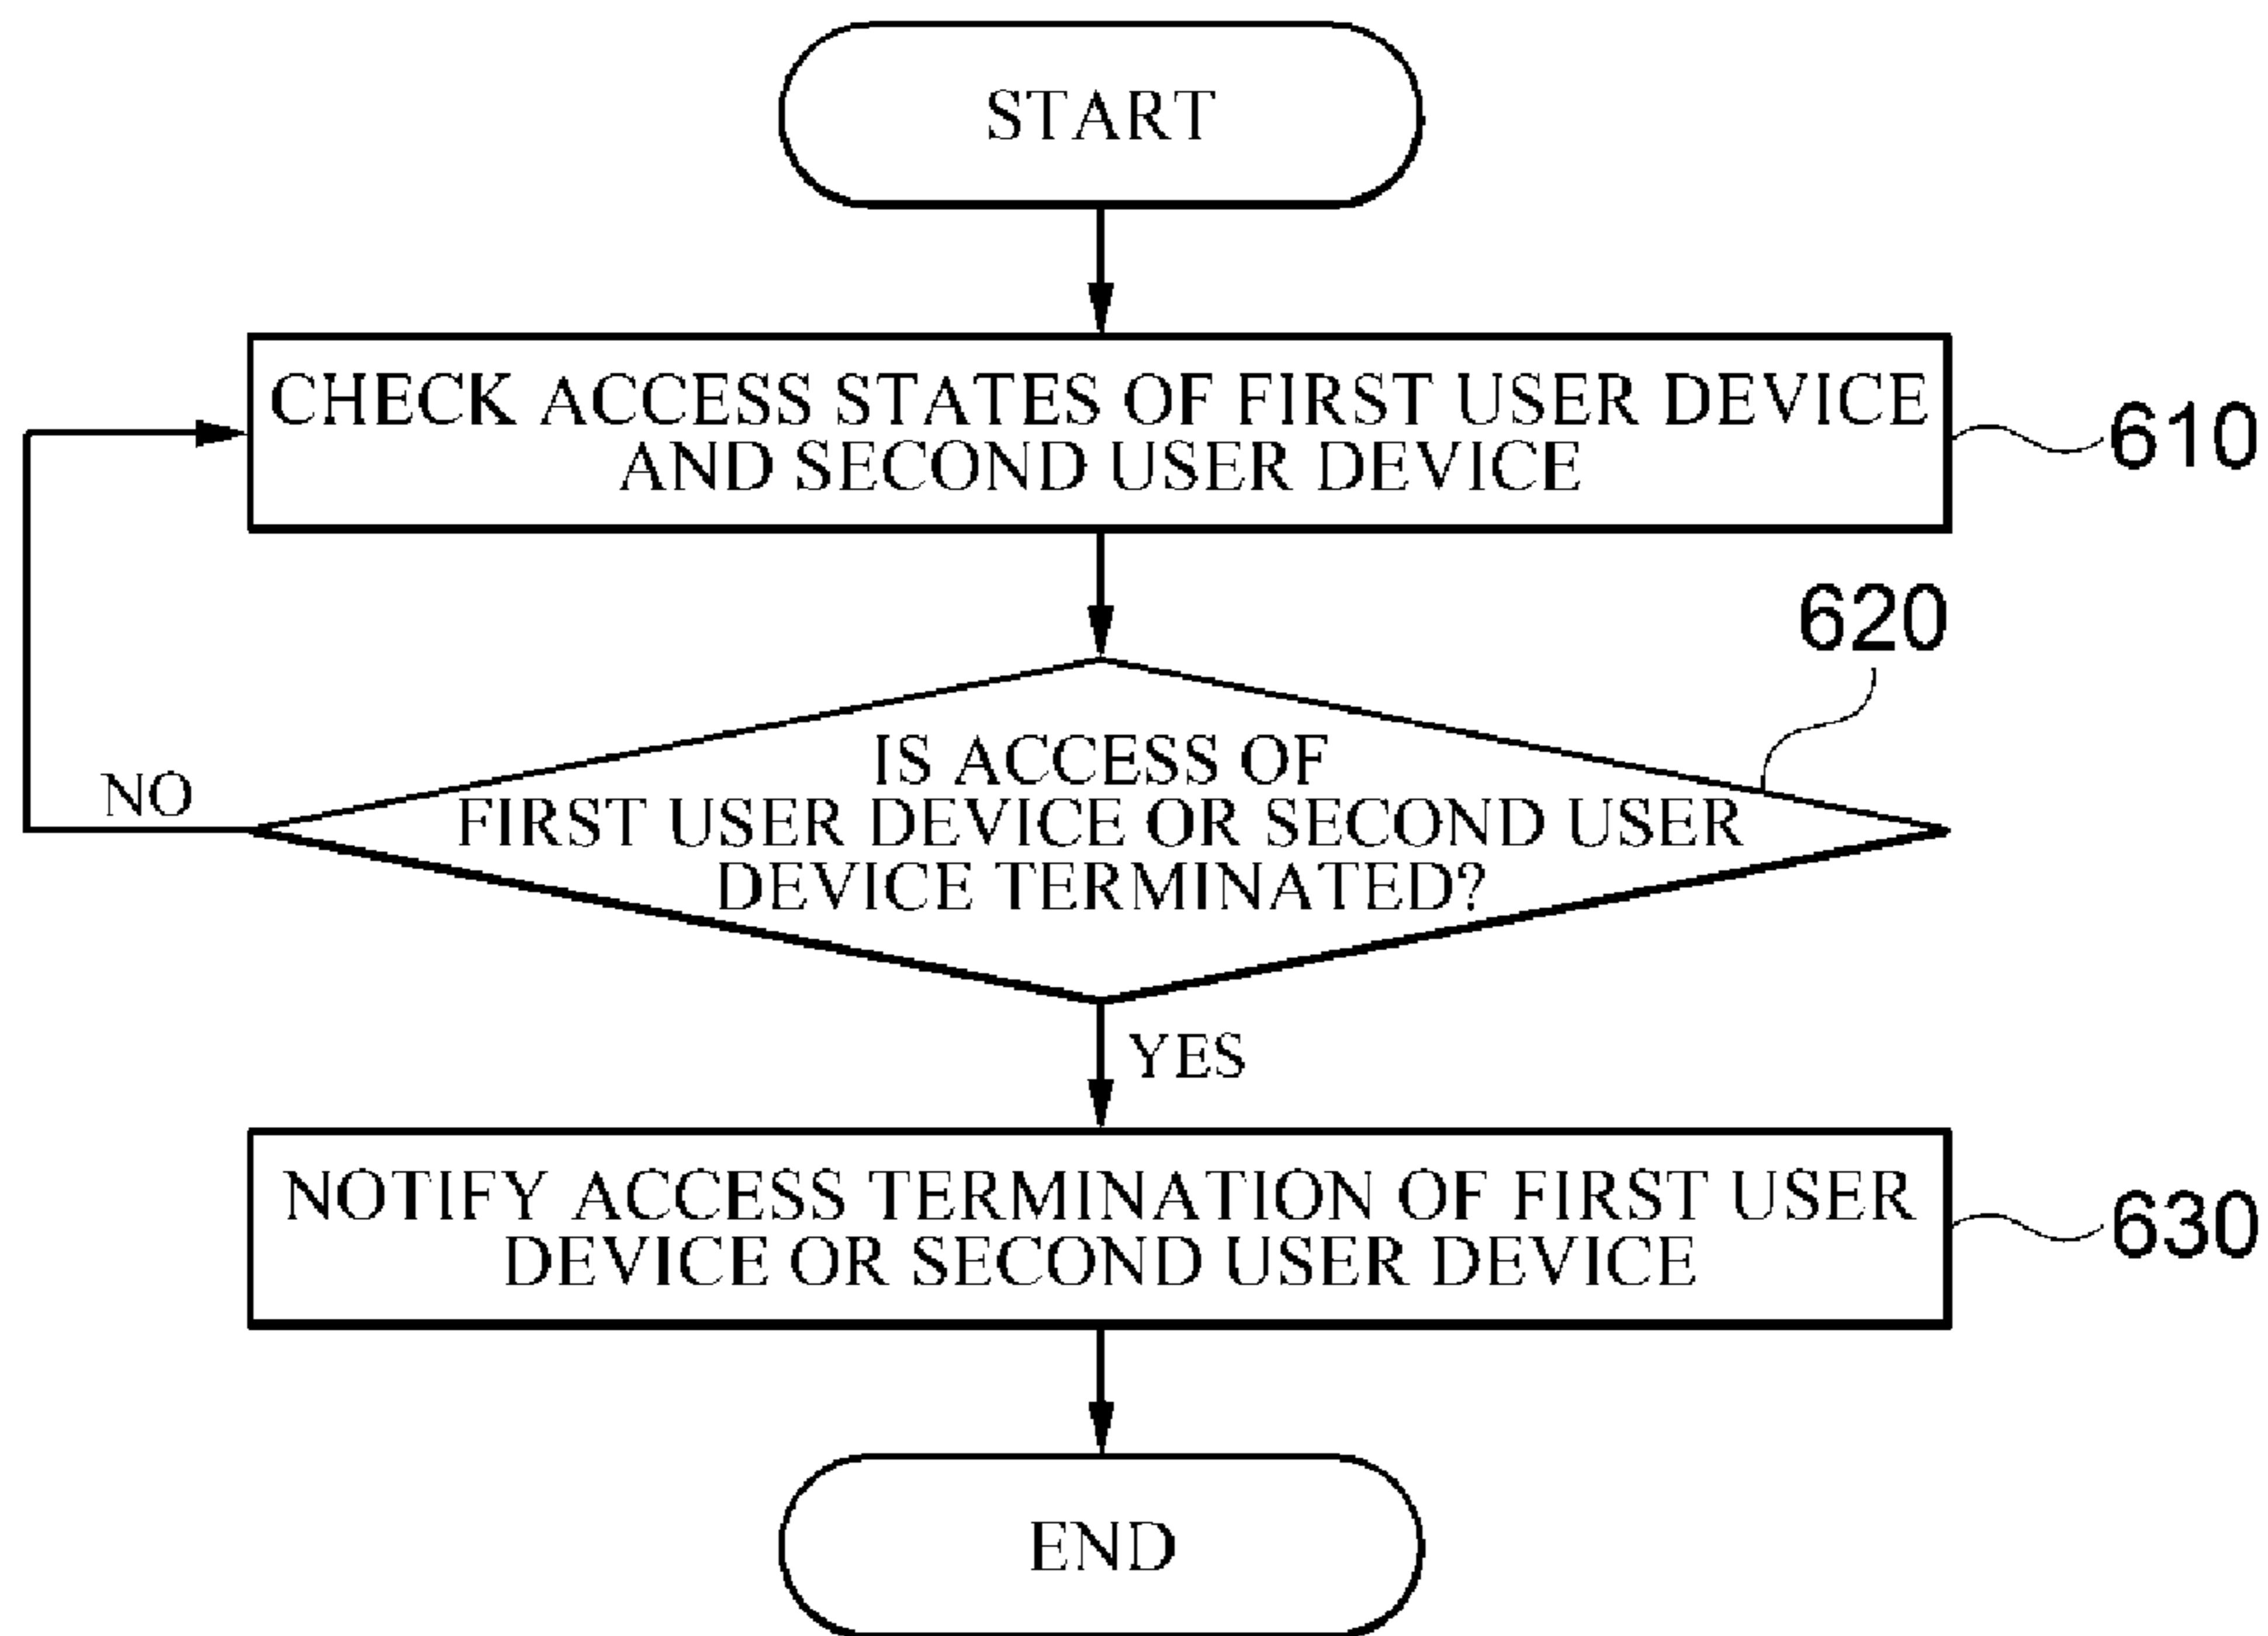 START
CHECK ACCESS STATES OF FIRST USER DEVICE
AND SECOND USER DEVICE
610
620
IS ACCESS OF
FIRST USER DEVICE OR SECOND USER
DEVICE TERMINATED?
NO
YES
NOTIFY ACCESS TERMINATION OF FIRST USER
DEVICE OR SECOND USER DEVICE
630
END